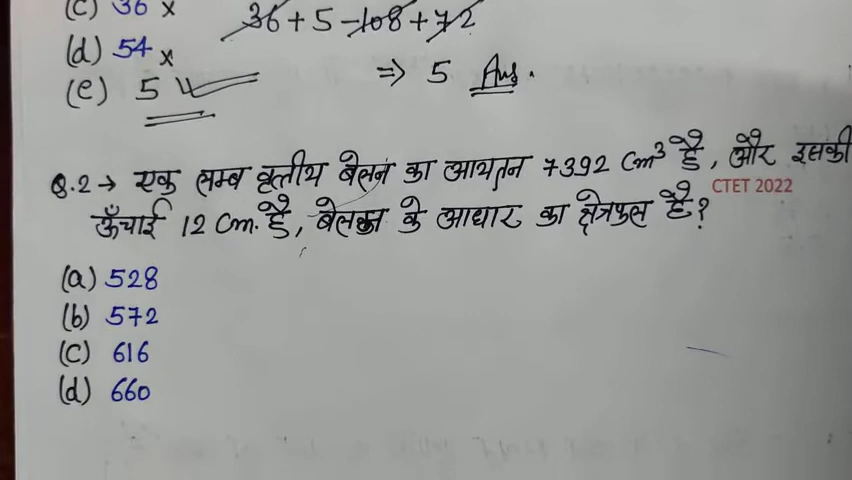 (c) 36 x
36 + 5 - 108 + 72
(d) 54 x
⇒ 5 Ans.
(e) 5
Q.2 → एक लम्ब वृत्तीय बेलन का आयतन 7392 Cm³ है, और इसकी
CTET 2022
ऊँचाई 12 Cm. है, बेलन के आधार का क्षेत्रफल है?
(a) 528
(b) 572
(c) 616
(d) 660